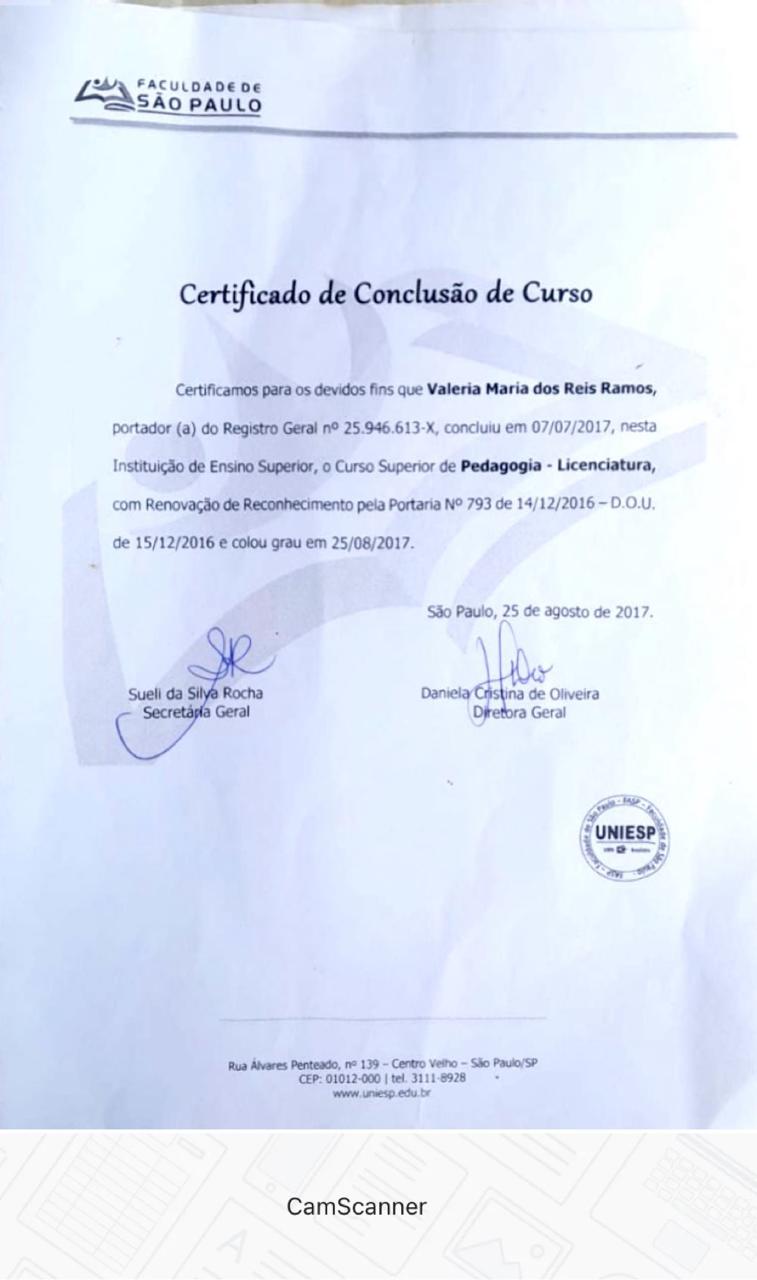 FACULDADE DE
SÃO PAULO
Certificado de Conclusão de Curso
Certificamos para os devidos fins que Valeria Maria dos Reis Ramos,
portador (a) do Registro Geral nº 25.946.613-X, concluiu em 07/07/2017, nesta
Instituição de Ensino Superior, o Curso Superior de Pedagogia - Licenciatura,
com Renovação de Reconhecimento pela Portaria Nº 793 de 14/12/2016 – D.O.U.
de 15/12/2016 e colou grau em 25/08/2017.
São Paulo, 25 de agosto de 2017.
Sueli da Silva Rocha
Secretária Geral
Daniela Cristina de Oliveira
Diretora Geral
Faculdade de São Paulo - FASP - Faculdade de São Paulo - FASP -
UNIESP
Rua Álvares Penteado, nº 139 – Centro Velho – São Paulo/SP
CEP: 01012-000 | tel. 3111-8928
www.uniesp.edu.br
CamScanner